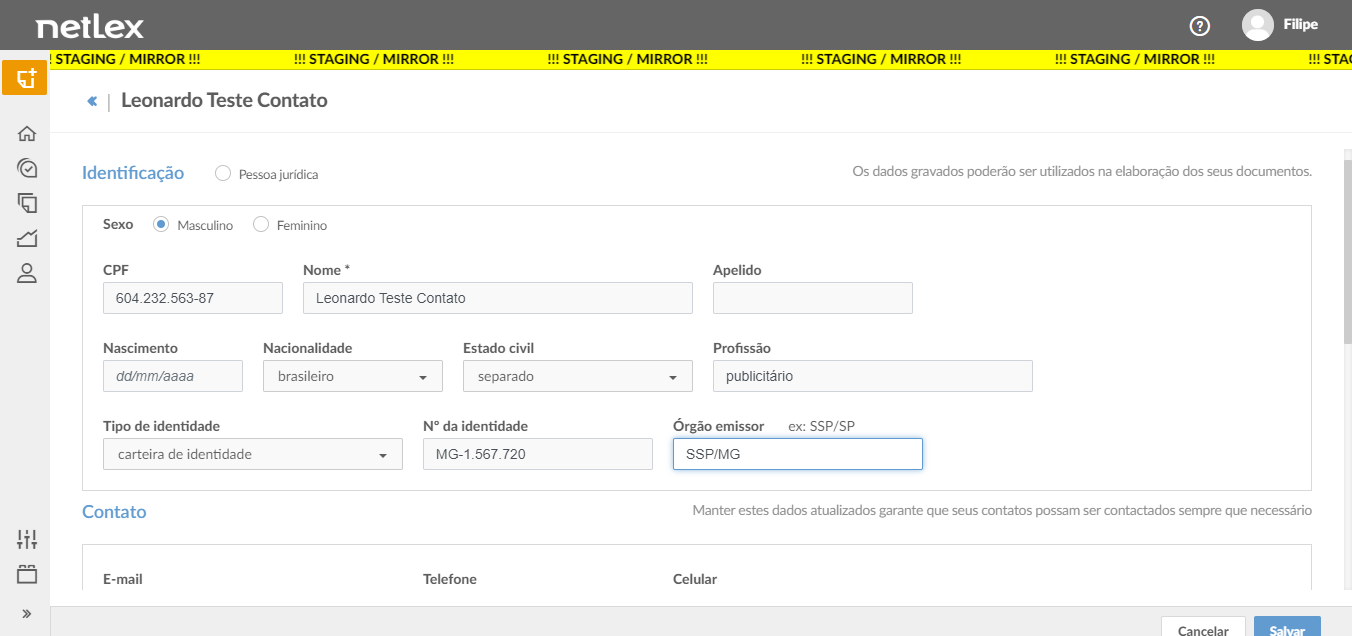 netlex
Filipe
! STAGING / MIRROR !!! !!! STAGING / MIRROR !!! !!! STAGING / MIRROR !!! !!! STAGING / MIRROR !!! !!! STAGING / MIRROR !!! !!! STA
« | Leonardo Teste Contato
Identificação Pessoa jurídica Os dados gravados poderão ser utilizados na elaboração dos seus documentos.
Sexo Masculino Feminino
CPF Nome * Apelido
604.232.563-87 Leonardo Teste Contato
Nascimento Nacionalidade Estado civil Profissão
dd/mm/aaaa brasileiro separado publicitário
Tipo de identidade Nº da identidade Órgão emissor ex: SSP/SP
carteira de identidade MG-1.567.720 SSP/MG
Contato Manter estes dados atualizados garante que seus contatos possam ser contactados sempre que necessário
E-mail Telefone Celular
Cancelar Salvar